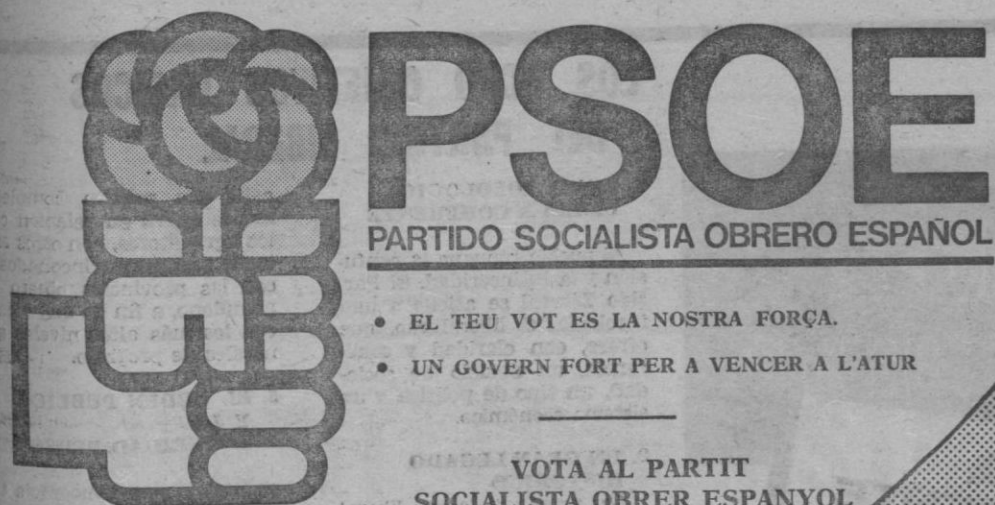 PSOE
PARTIDO SOCIALISTA OBRERO ESPAÑOL
• EL TEU VOT ES LA NOSTRA FORÇA.
• UN GOVERN FORT PER A VENCER A L'ATUR
VOTA AL PARTIT
SOCIALISTA OBRER ESPANYOL